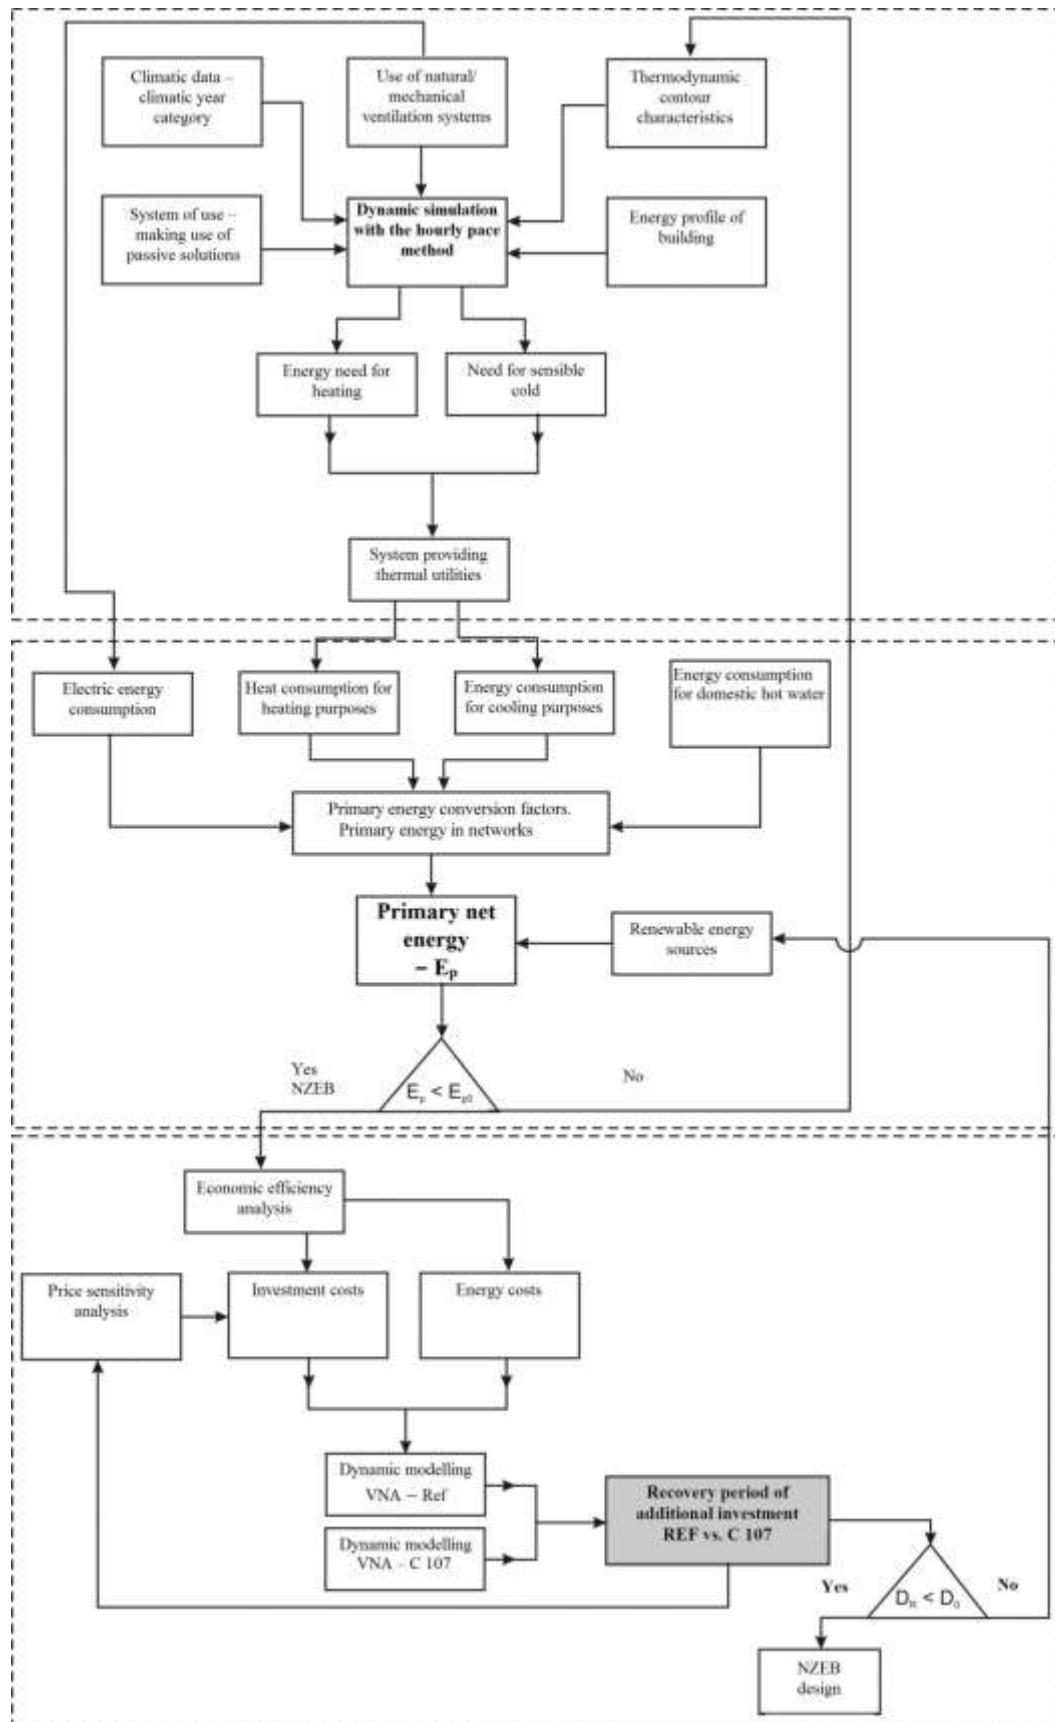 Climatic data –
climatic year
category
Use of natural/
mechanical
ventilation systems
Thermodynamic
contour
characteristics
System of use –
making use of
passive solutions
Dynamic simulation
with the hourly pace
method
Energy profile of
building
Energy need for
heating
Need for sensible
cold
System providing
thermal utilities
Electric energy
consumption
Heat consumption for
heating purposes
Energy consumption
for cooling purposes
Energy consumption
for domestic hot water
Primary energy conversion factors.
Primary energy in networks
Primary net
energy
– Eₚ
Renewable energy
sources
Yes
NZEB
Eₚ < Eₚ₀
No
Economic efficiency
analysis
Price sensitivity
analysis
Investment costs
Energy costs
Dynamic modelling
VNA – Ref
Dynamic modelling
VNA – C 107
Recovery period of
additional investment
REF vs. C 107
Yes
D_R < D₀
No
NZEB
design